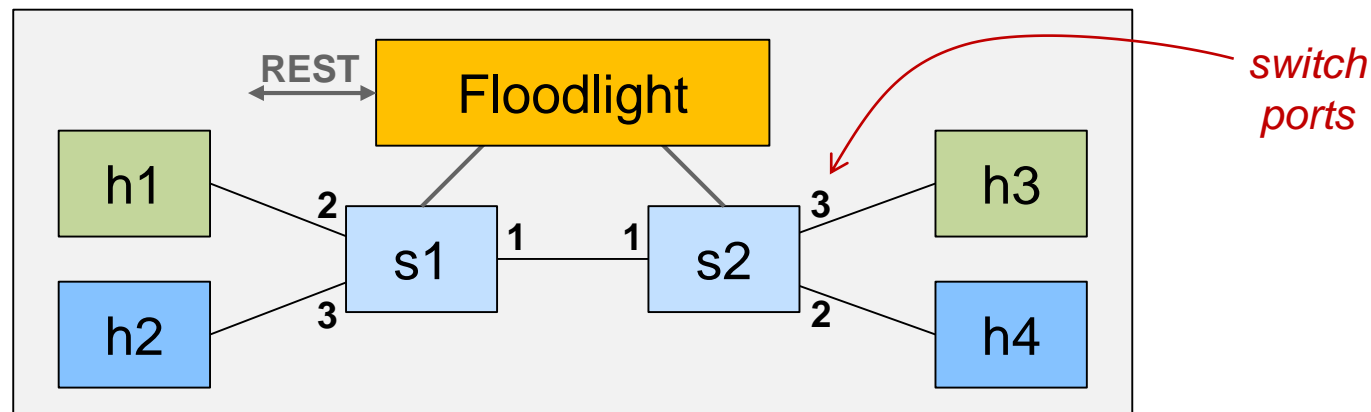 REST
Floodlight
switch
ports
h1
2
s1
1
1
s2
3
h3
h2
3
2
h4